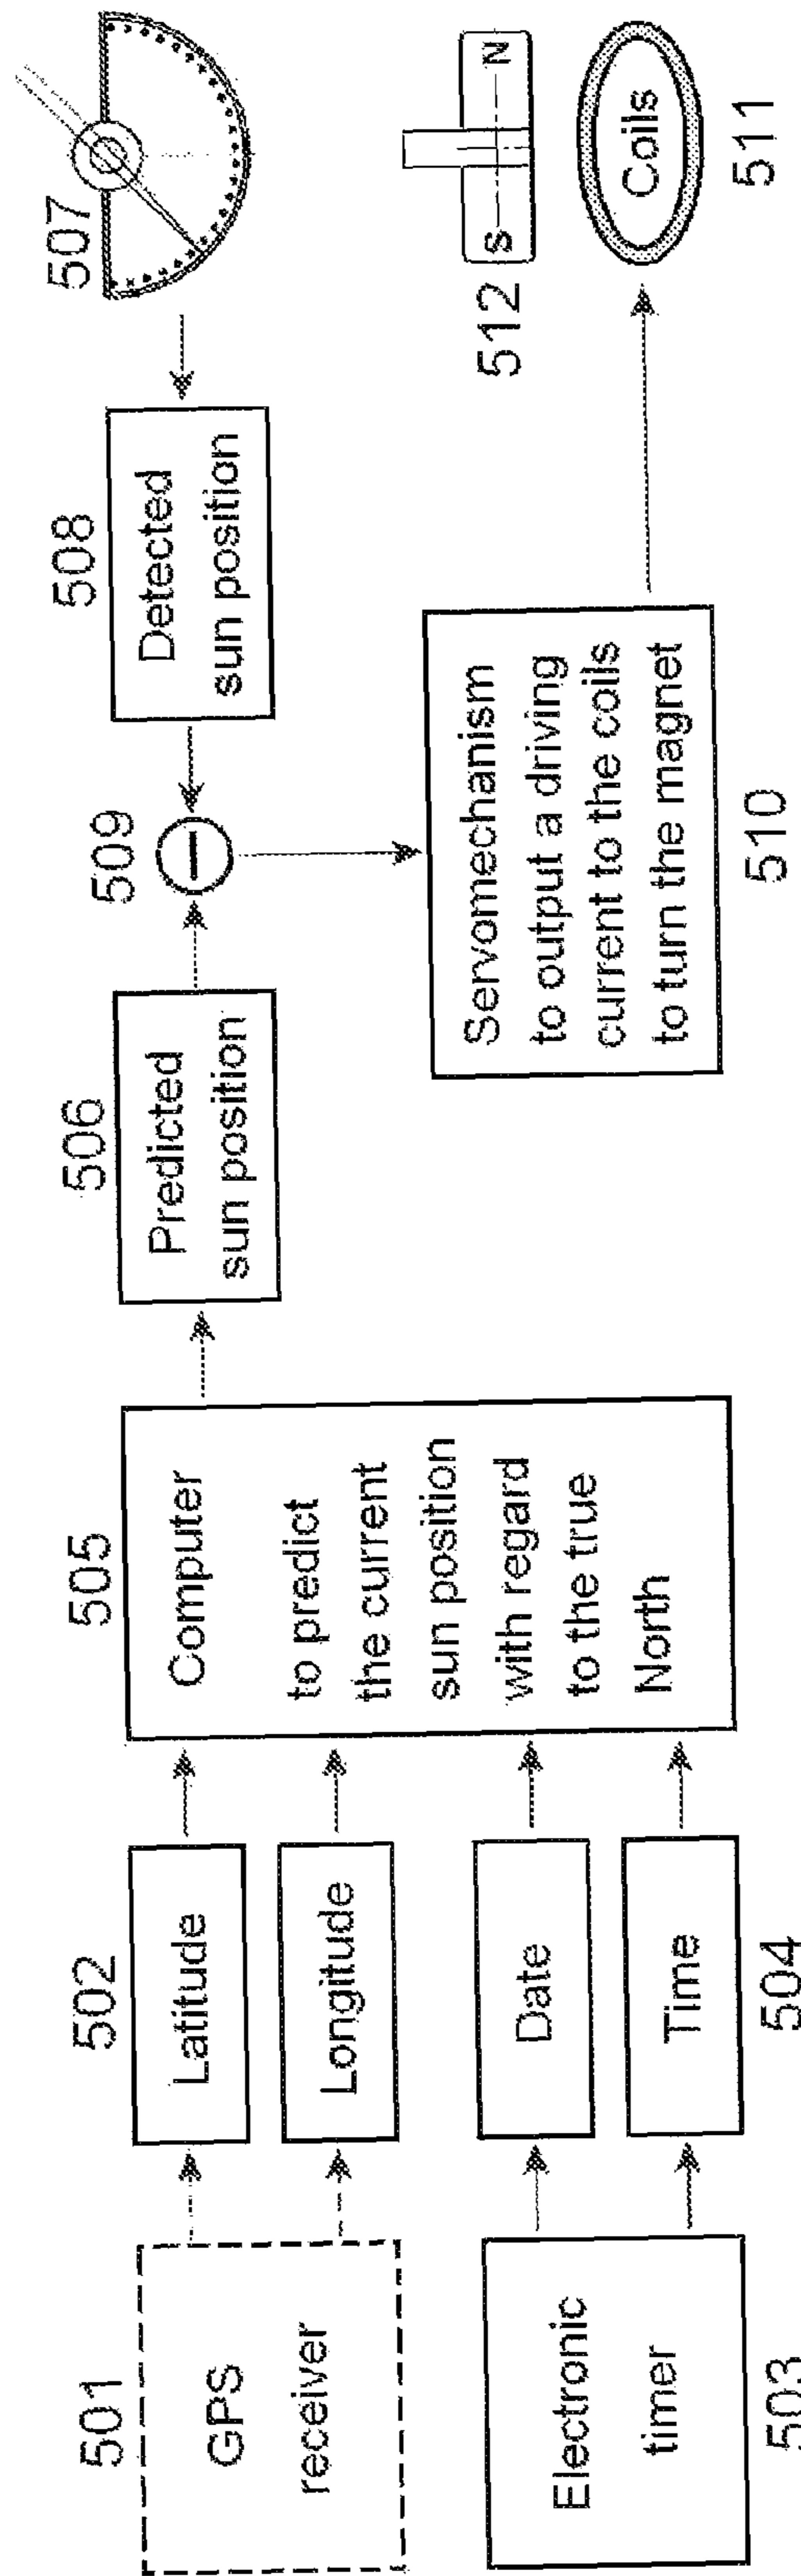 501
GPS
receiver
503
Electronic
timer
502
Latitude
Longitude
Date
Time
504
505
Computer
to predict
the current
sun position
with regard
to the true
North
506
Predicted
sun position
509
508
Detected
sun position
507
510
Servomechanism
to output a driving
current to the coils
to turn the magnet
512
S
N
Coils
511